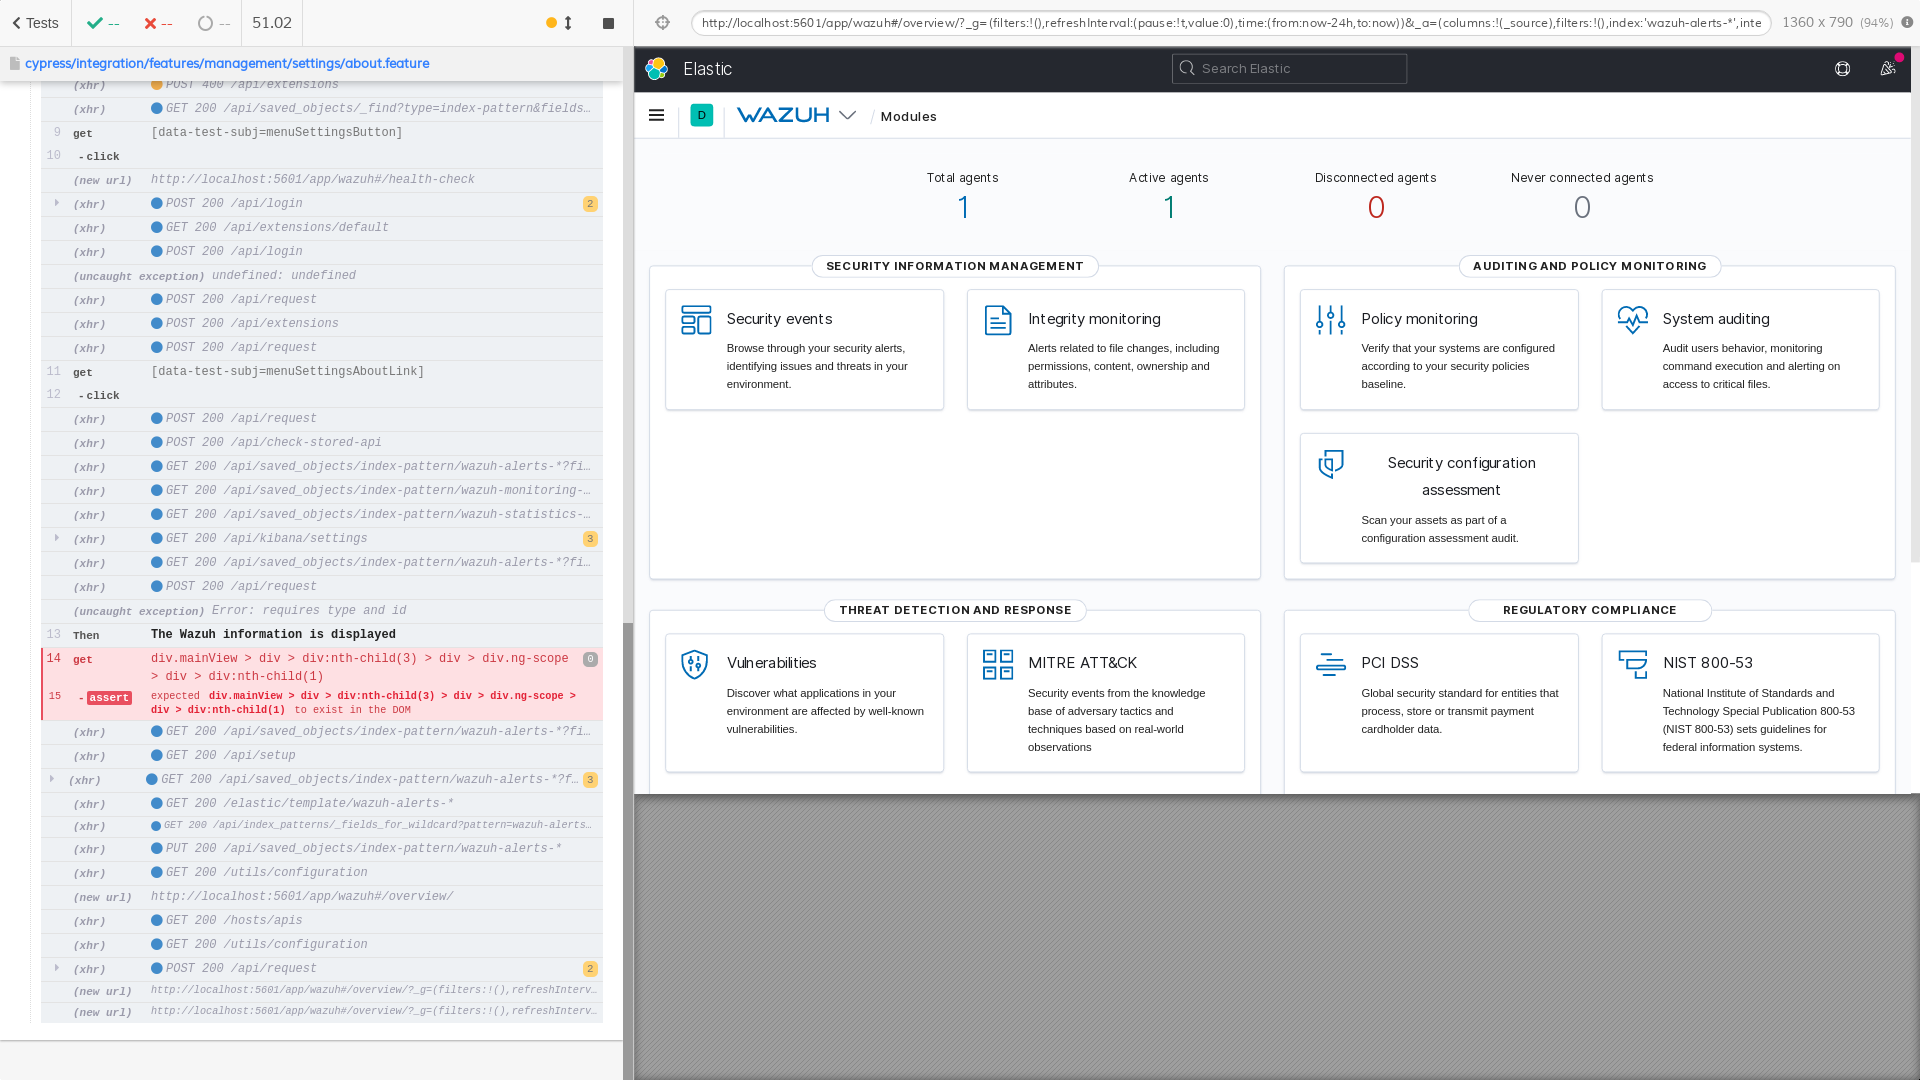 Tests
--
--
--
51.02
cypress/integration/features/management/settings/about.feature
(xhr) POST 400 /api/extensions
(xhr) GET 200 /api/saved_objects/_find?type=index-pattern&fields…
9 get [data-test-subj=menuSettingsButton]
10 -click
(new url) http://localhost:5601/app/wazuh#/health-check
(xhr) POST 200 /api/login 2
(xhr) GET 200 /api/extensions/default
(xhr) POST 200 /api/login
(uncaught exception) undefined: undefined
(xhr) POST 200 /api/request
(xhr) POST 200 /api/extensions
(xhr) POST 200 /api/request
11 get [data-test-subj=menuSettingsAboutLink]
12 -click
(xhr) POST 200 /api/request
(xhr) POST 200 /api/check-stored-api
(xhr) GET 200 /api/saved_objects/index-pattern/wazuh-alerts-*?fi…
(xhr) GET 200 /api/saved_objects/index-pattern/wazuh-monitoring-…
(xhr) GET 200 /api/saved_objects/index-pattern/wazuh-statistics-…
(xhr) GET 200 /api/kibana/settings 3
(xhr) GET 200 /api/saved_objects/index-pattern/wazuh-alerts-*?fi…
(xhr) POST 200 /api/request
(uncaught exception) Error: requires type and id
13 Then The Wazuh information is displayed
14 get div.mainView > div > div:nth-child(3) > div > div.ng-scope 0
> div > div:nth-child(1)
15 -assert expected div.mainView > div > div:nth-child(3) > div > div.ng-scope >
div > div:nth-child(1) to exist in the DOM
(xhr) GET 200 /api/saved_objects/index-pattern/wazuh-alerts-*?fi…
(xhr) GET 200 /api/setup
(xhr) GET 200 /api/saved_objects/index-pattern/wazuh-alerts-*?f… 3
(xhr) GET 200 /elastic/template/wazuh-alerts-*
(xhr) GET 200 /api/index_patterns/_fields_for_wildcard?pattern=wazuh-alerts…
(xhr) PUT 200 /api/saved_objects/index-pattern/wazuh-alerts-*
(xhr) GET 200 /utils/configuration
(new url) http://localhost:5601/app/wazuh#/overview/
(xhr) GET 200 /hosts/apis
(xhr) GET 200 /utils/configuration
(xhr) POST 200 /api/request 2
(new url) http://localhost:5601/app/wazuh#/overview/?_g=(filters:!(),refreshInterv…
(new url) http://localhost:5601/app/wazuh#/overview/?_g=(filters:!(),refreshInterv…
http://localhost:5601/app/wazuh#/overview/?_g=(filters:!(),refreshInterval:(pause:!t,value:0),time:(from:now-24h,to:now))&_a=(columns:!(_source),filters:!(),index:'wazuh-alerts-*',inte
1360 x 790 (94%)
Elastic
Search Elastic
D
WAZUH
/ Modules
Total agents
1
Active agents
1
Disconnected agents
0
Never connected agents
0
SECURITY INFORMATION MANAGEMENT
Security events
Browse through your security alerts,
identifying issues and threats in your
environment.
Integrity monitoring
Alerts related to file changes, including
permissions, content, ownership and
attributes.
AUDITING AND POLICY MONITORING
Policy monitoring
Verify that your systems are configured
according to your security policies
baseline.
System auditing
Audit users behavior, monitoring
command execution and alerting on
access to critical files.
Security configuration
assessment
Scan your assets as part of a
configuration assessment audit.
THREAT DETECTION AND RESPONSE
Vulnerabilities
Discover what applications in your
environment are affected by well-known
vulnerabilities.
MITRE ATT&CK
Security events from the knowledge
base of adversary tactics and
techniques based on real-world
observations
REGULATORY COMPLIANCE
PCI DSS
Global security standard for entities that
process, store or transmit payment
cardholder data.
NIST 800-53
National Institute of Standards and
Technology Special Publication 800-53
(NIST 800-53) sets guidelines for
federal information systems.